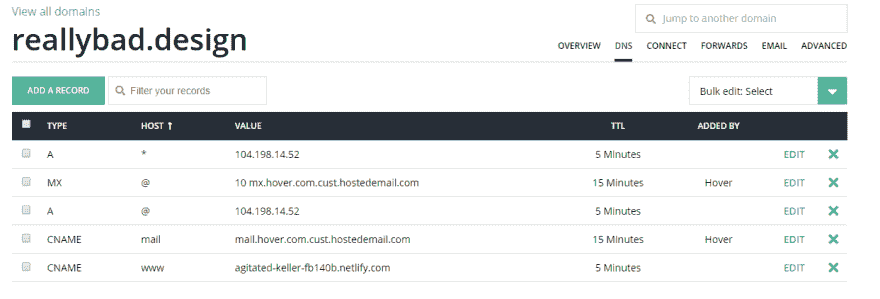 View all domains
Jump to another domain
reallybad.design
OVERVIEW DNS CONNECT FORWARDS EMAIL ADVANCED
ADD A RECORD Filter your records Bulk edit: Select
TYPE HOST ↑ VALUE TTL ADDED BY
A * 104.198.14.52 5 Minutes EDIT
MX @ 10 mx.hover.com.cust.hostedemail.com 15 Minutes Hover EDIT
A @ 104.198.14.52 5 Minutes EDIT
CNAME mail mail.hover.com.cust.hostedemail.com 15 Minutes Hover EDIT
CNAME www agitated-keller-fb140b.netlify.com 5 Minutes EDIT